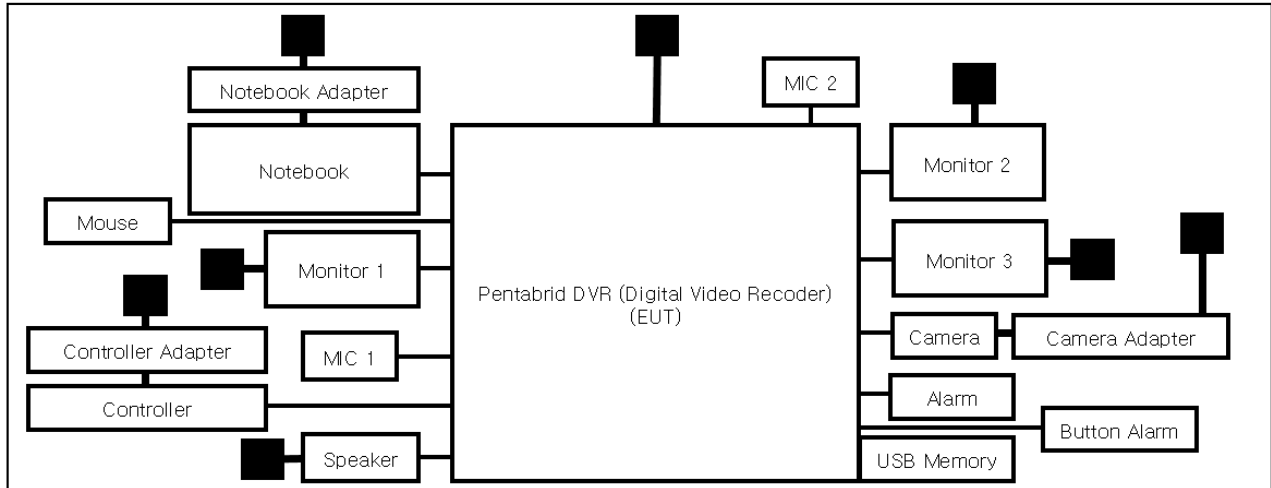 Notebook Adapter
MIC 2
Notebook
Monitor 2
Mouse
Monitor 1
Monitor 3
Pentabrid DVR (Digital Video Recoder)
(EUT)
Controller Adapter
MIC 1
Camera
Camera Adapter
Controller
Alarm
Button Alarm
Speaker
USB Memory